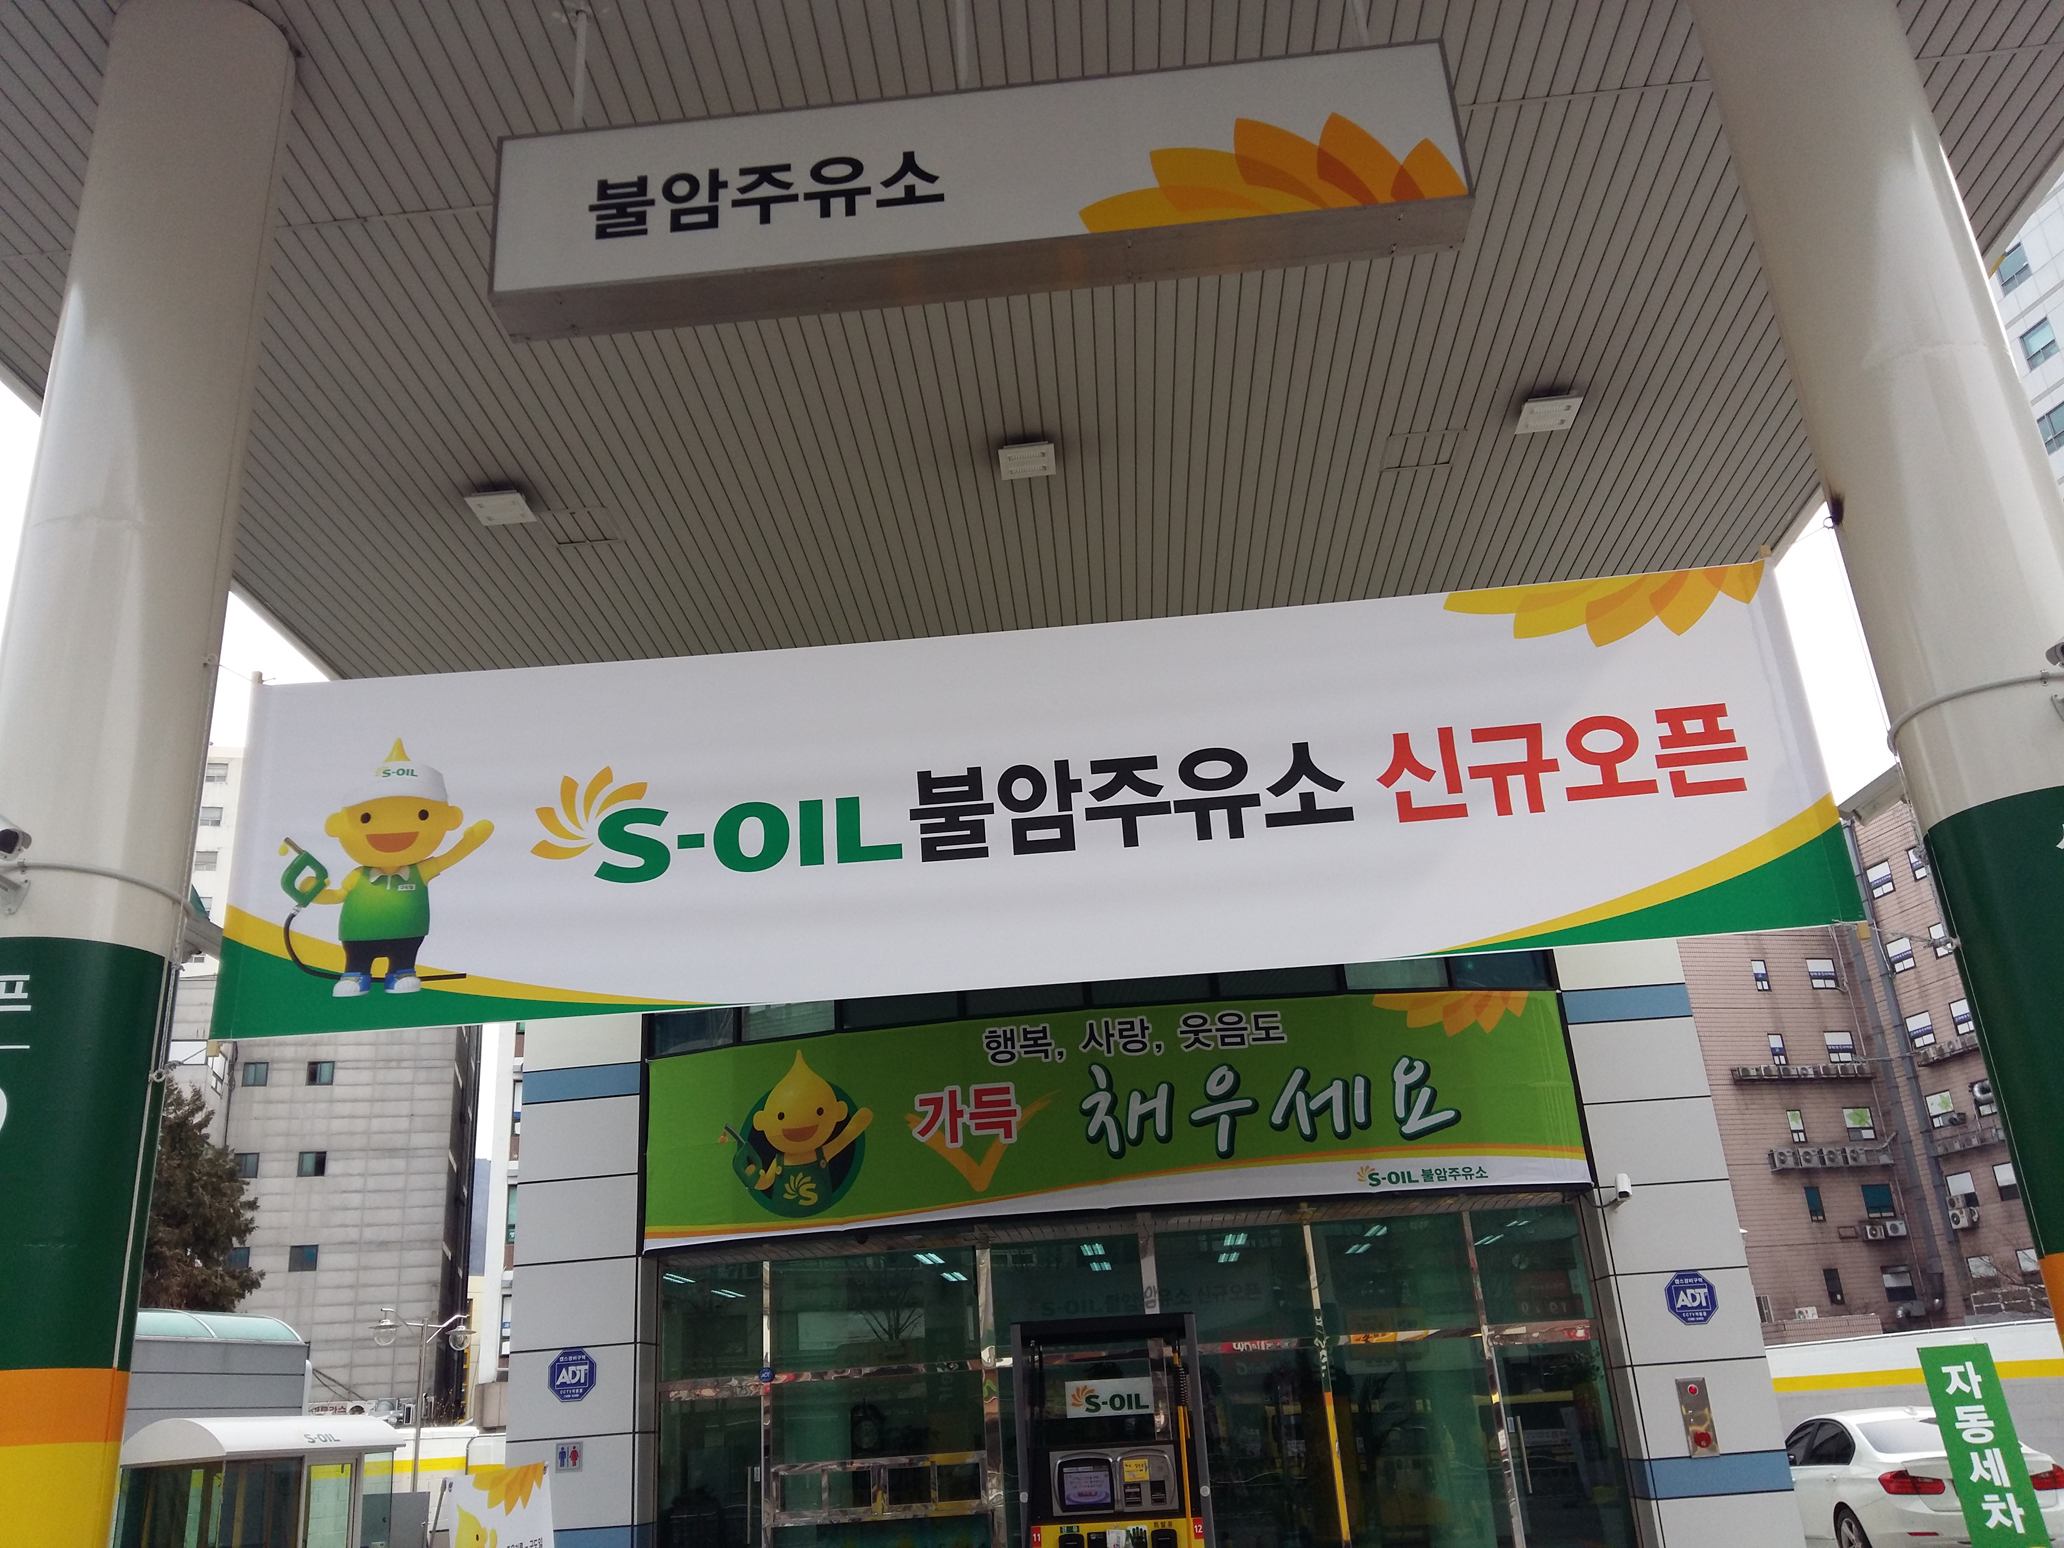 불암주유소
S-OIL
S-OIL 불암주유소 신규오픈
행복, 사랑, 웃음도
가득 채우세요
S
S-OIL 불암주유소
ADT
ADT
S-OIL
S-OIL
11
12
자동세차